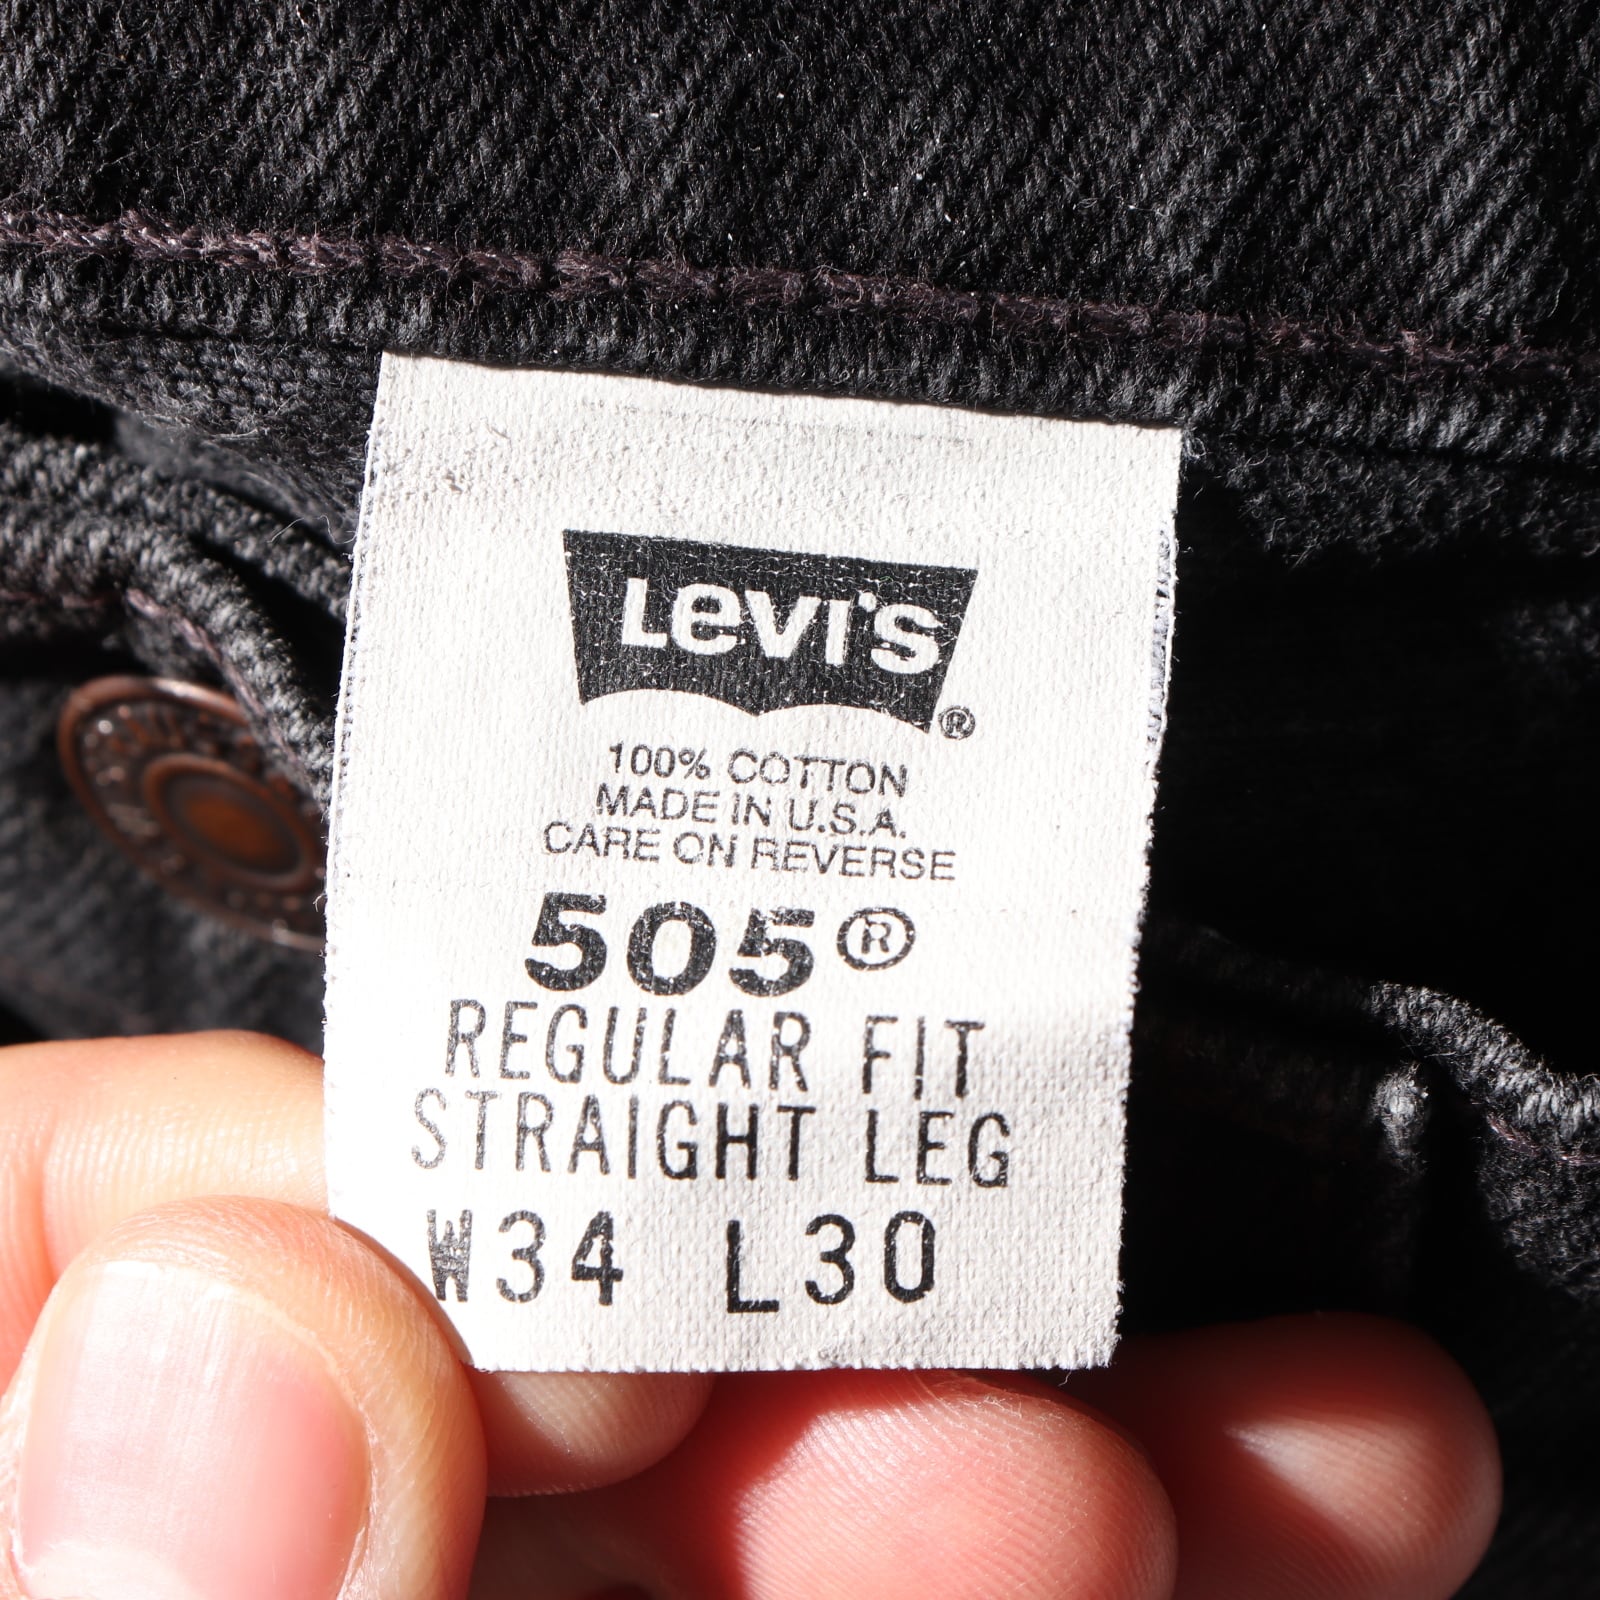 Levi's
®
100% COTTON
MADE IN U.S.A.
CARE ON REVERSE
505®
REGULAR FIT
STRAIGHT LEG
W34 L30